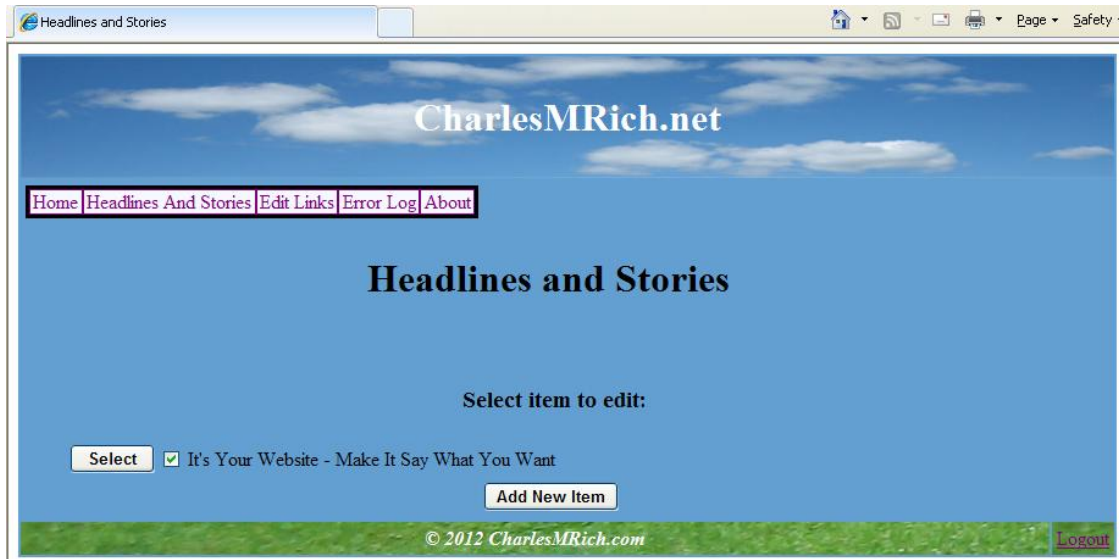 Headlines and Stories
Page
Safety
CharlesMRich.net
Home Headlines And Stories Edit Links Error Log About
Headlines and Stories
Select item to edit:
Select It's Your Website - Make It Say What You Want
Add New Item
© 2012 CharlesMRich.com
Logout